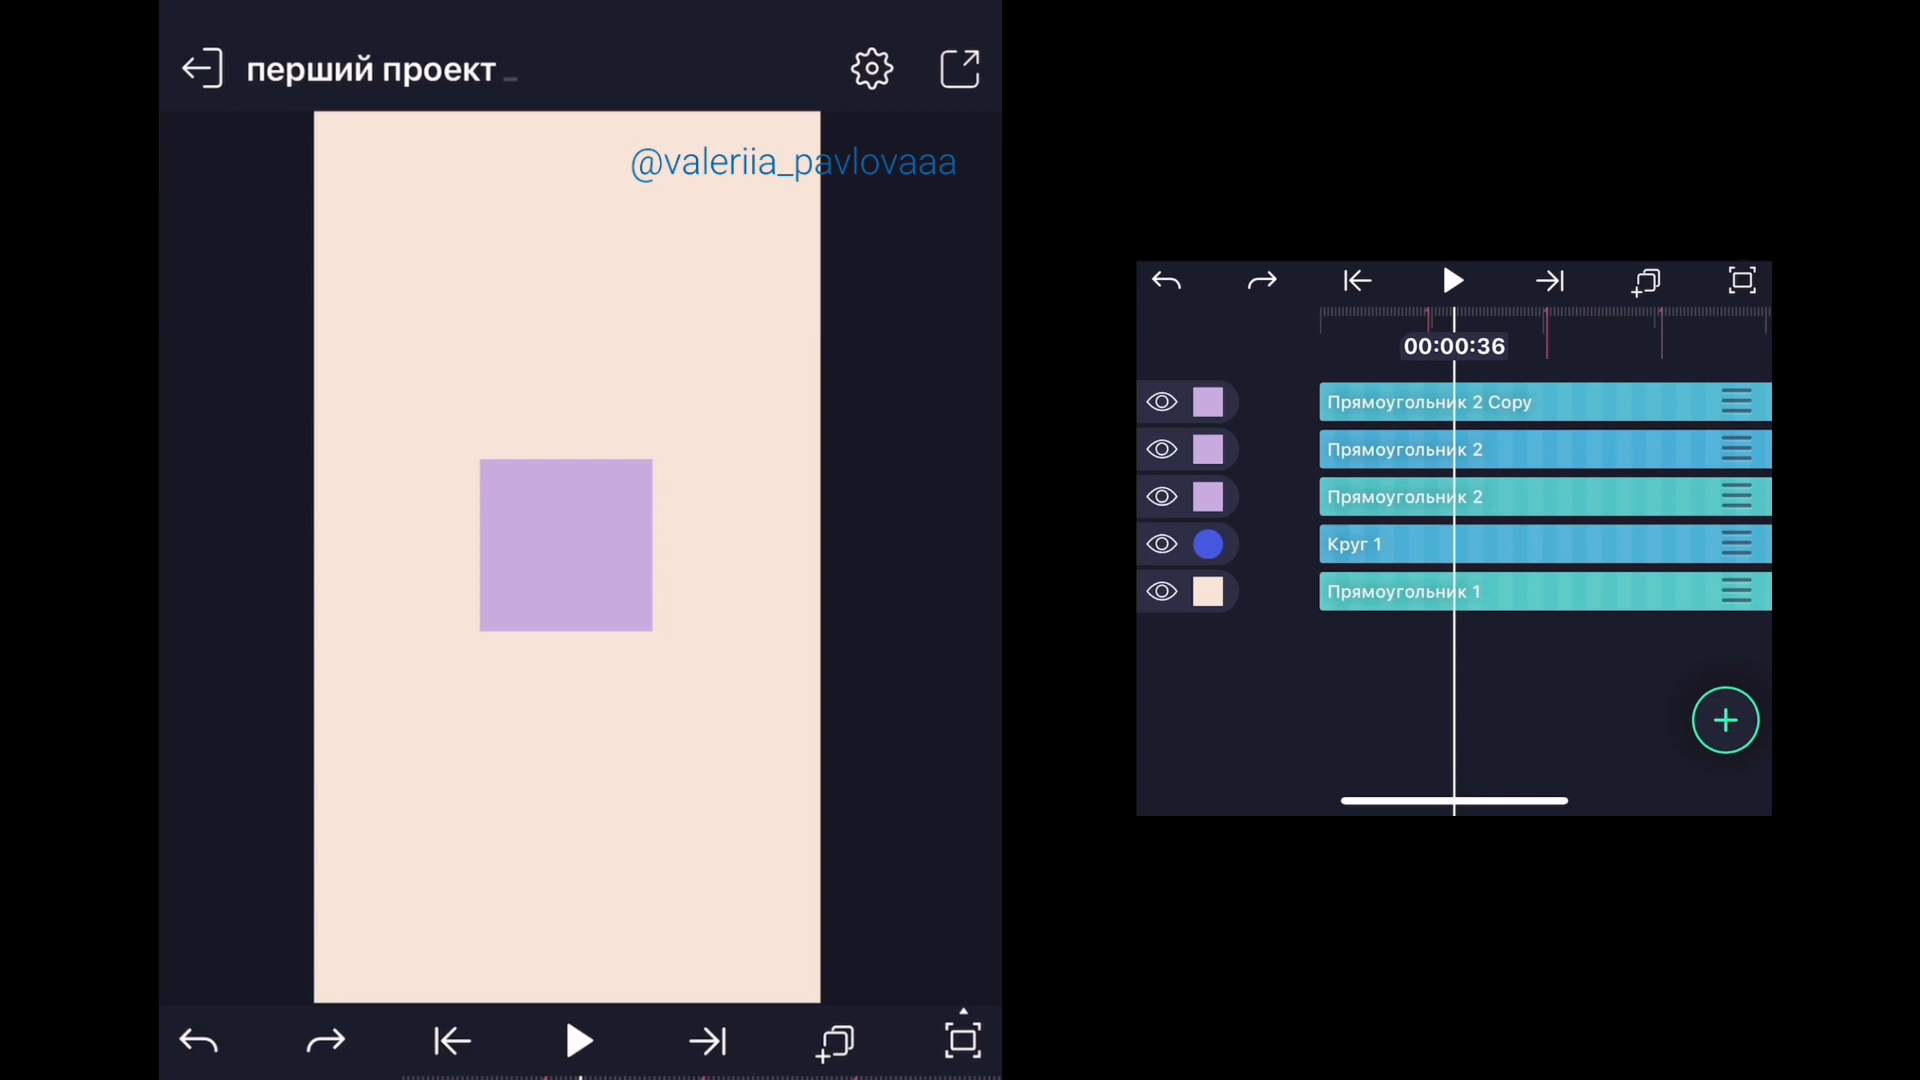 перший проект
@valeriia_pavlovaaa
00:00:36
Прямоугольник 2 Copy
Прямоугольник 2
Прямоугольник 2
Круг 1
Прямоугольник 1